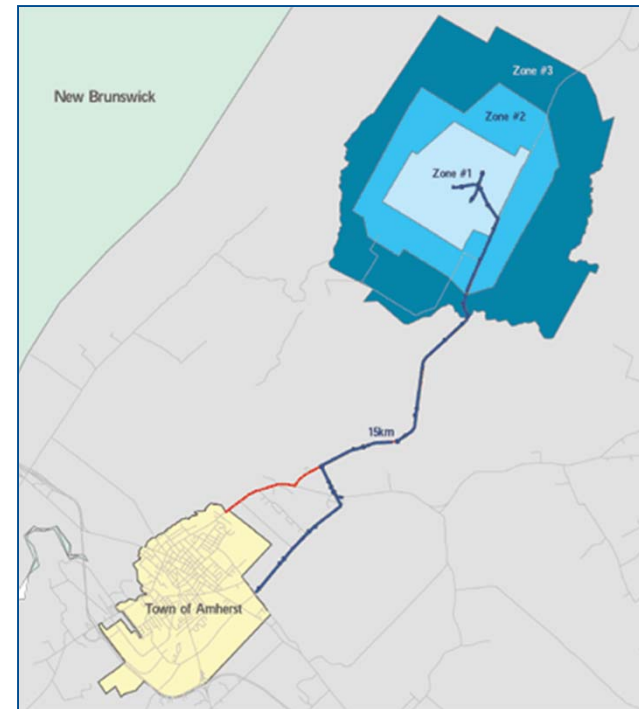 New Brunswick
Zone #3
Zone #2
Zone #1
15km
Town of Amherst